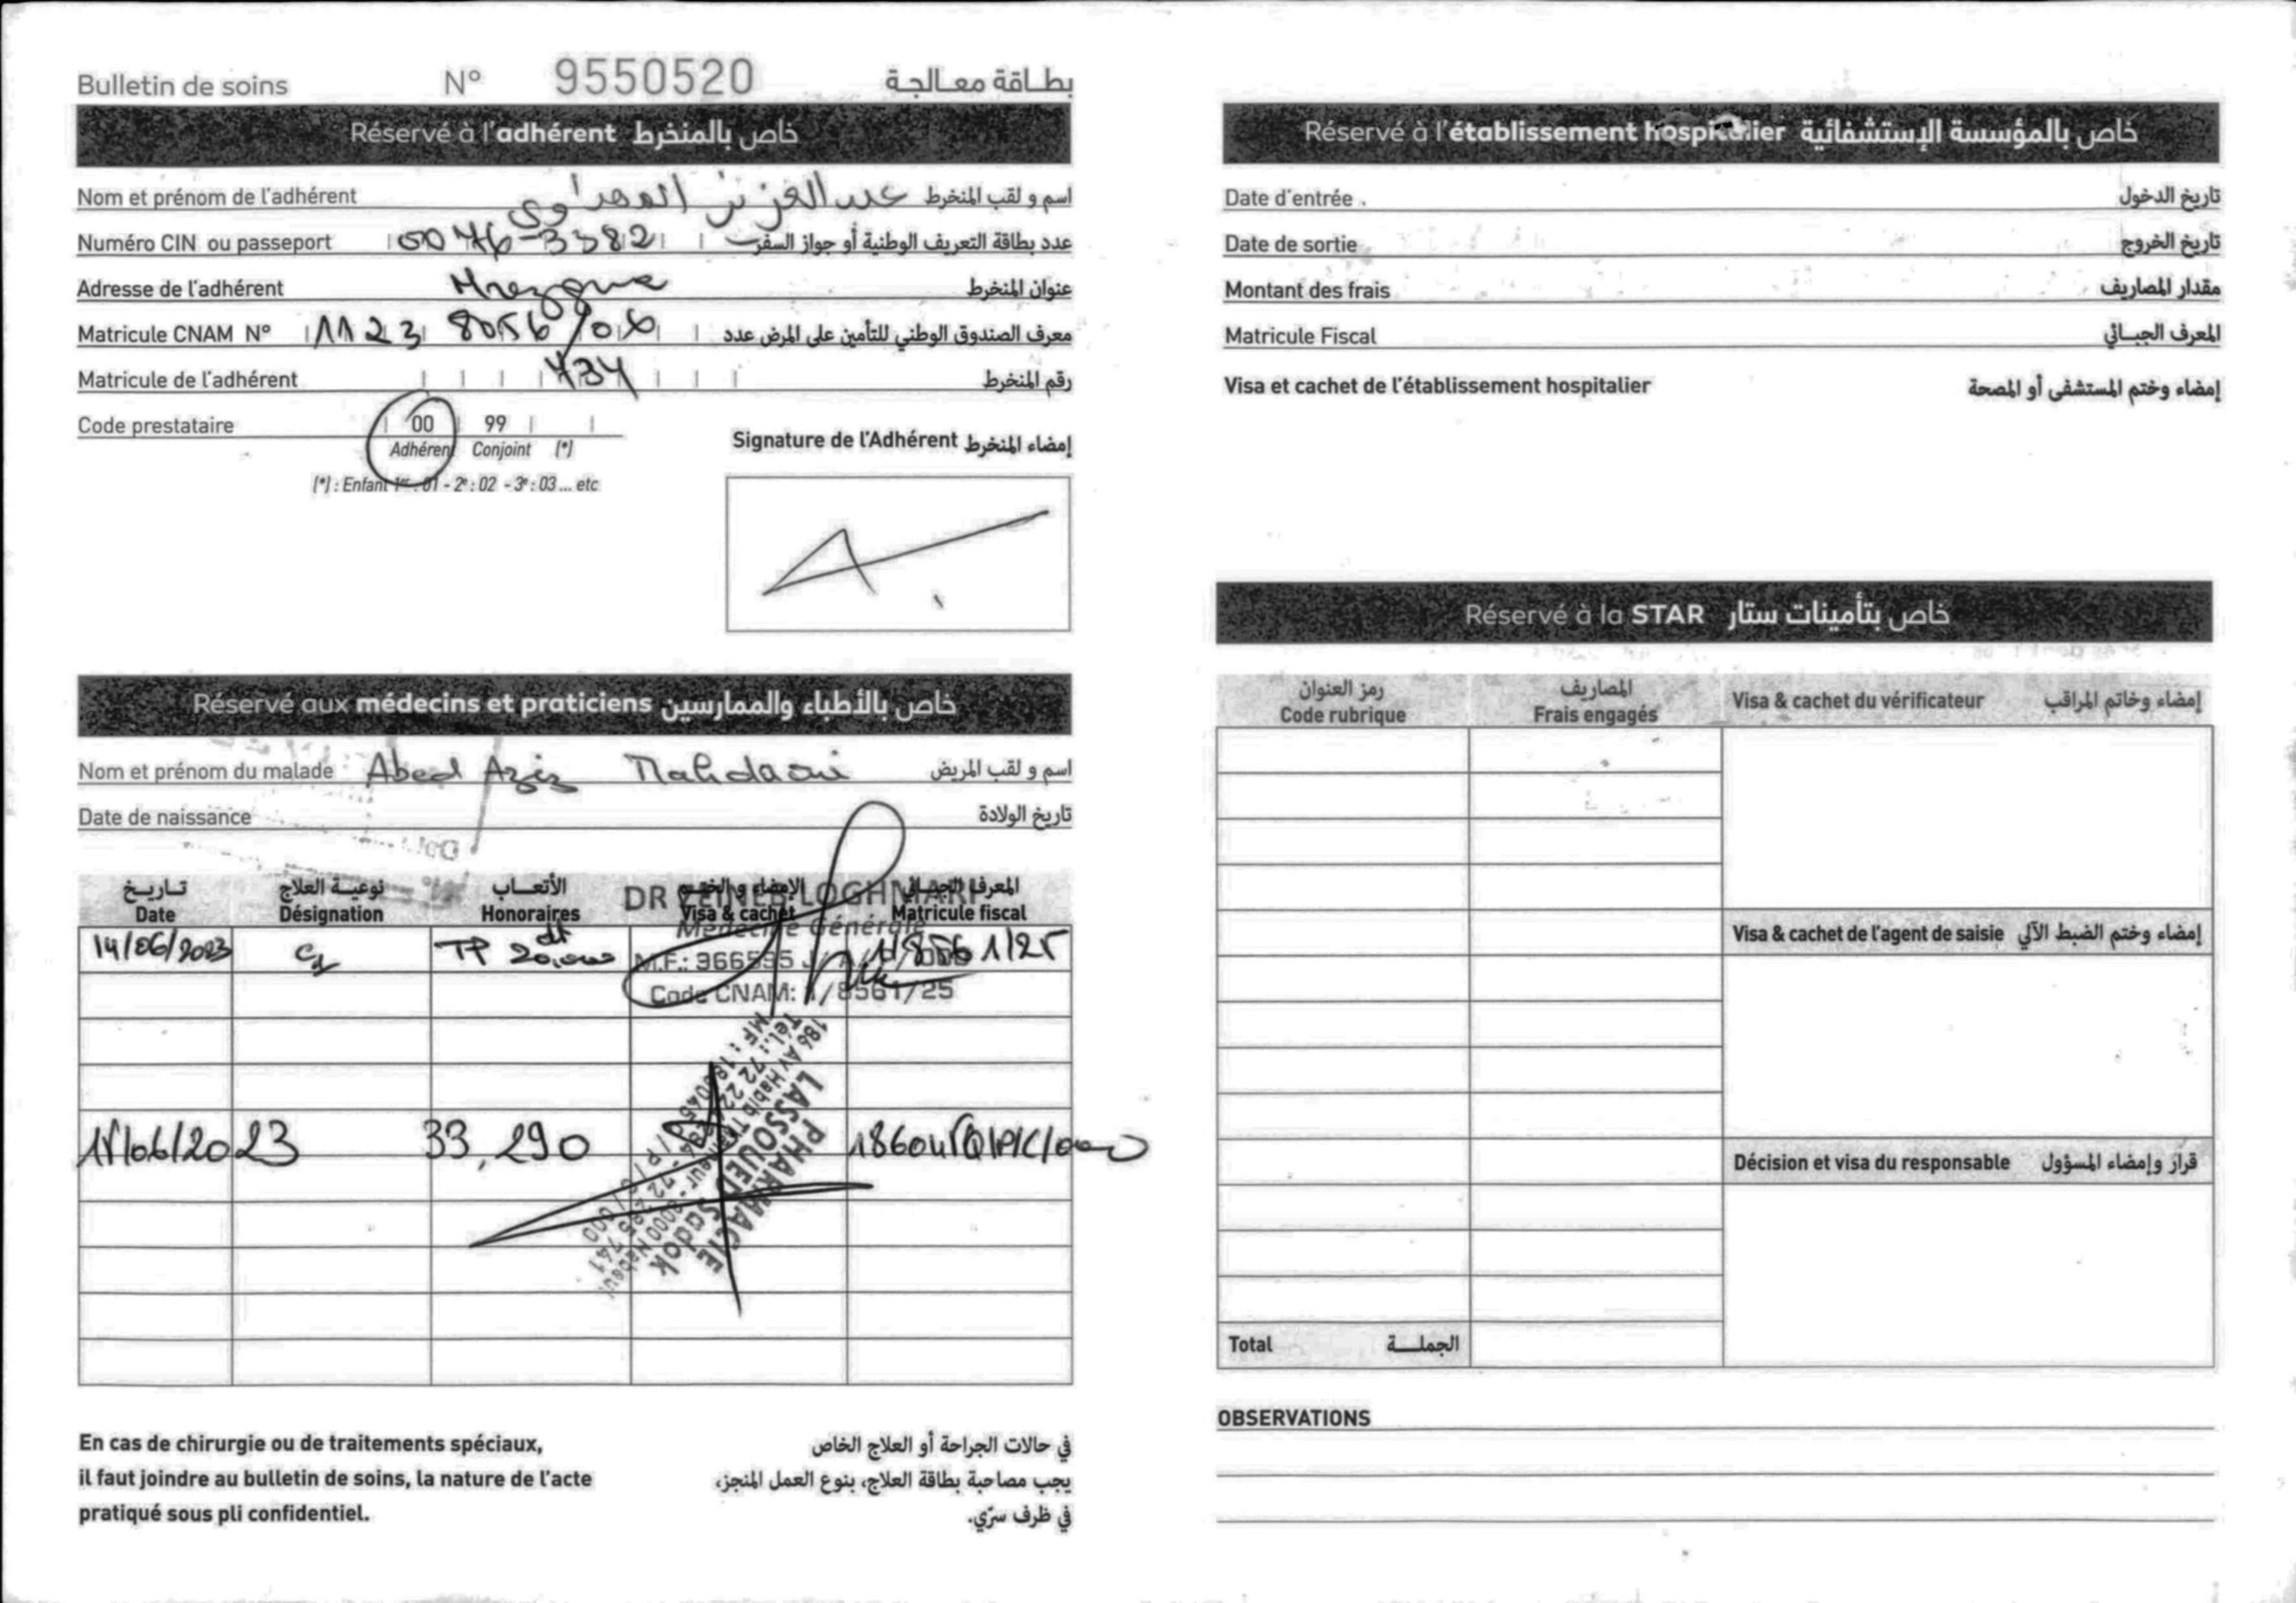 Bulletin de soins N° 9550520 بطاقة معالجة
Réservé à l'adhérent خاص بالمنخرط
Nom et prénom de l'adhérent عبد العزيز المهداوي اسم و لقب المنخرط
Numéro CIN ou passeport عدد بطاقة التعريف الوطنية أو جواز السفر
Adresse de l'adhérent Mrezgua عنوان المنخرط
Matricule CNAM N° 1123 8056/06 معرف الصندوق الوطني للتأمين على المرض عدد
Matricule de l'adhérent 434 رقم المنخرط
Code prestataire 00 99
Adhérent Conjoint (*)
(*) : Enfant 1er : 01 - 2e : 02 - 3e : 03 ... etc
Signature de l'Adhérent إمضاء المنخرط
Réservé aux médecins et praticiens خاص بالأطباء والممارسين
Nom et prénom du malade Abed Aziz Mahdaoui اسم و لقب المريض
Date de naissance تاريخ الولادة
تاريخ نوعية العلاج الأتعاب الإمضاء و الختم المعرف الجبائي
Date Désignation Honoraires Visa & cachet Matricule fiscal
DR ZEINEB LOGHMARI
Médecine Générale
14/06/2023 TP 20,000 dt 1/8561/25
Code CNAM: 1/8561/25
186 Av Habib Thameur - 8000 Nabeul
PHARMACIE
LASSOUED Sadok
33,290
En cas de chirurgie ou de traitements spéciaux,
il faut joindre au bulletin de soins, la nature de l'acte
pratiqué sous pli confidentiel.
في حالات الجراحة أو العلاج الخاص
يجب مصاحبة بطاقة العلاج، بنوع العمل المنجز،
في ظرف سرّي.
Réservé à l'établissement hospitalier خاص بالمؤسسة الإستشفائية
Date d'entrée تاريخ الدخول
Date de sortie تاريخ الخروج
Montant des frais مقدار المصاريف
Matricule Fiscal المعرف الجبائي
Visa et cachet de l'établissement hospitalier إمضاء وختم المستشفى أو المصحة
Réservé à la STAR خاص بتأمينات ستار
رمز العنوان المصاريف
Code rubrique Frais engagés
Visa & cachet du vérificateur إمضاء وخاتم المراقب
Visa & cachet de l'agent de saisie إمضاء وختم الضبط الآلي
Décision et visa du responsable قرار وإمضاء المسؤول
Total الجملة
OBSERVATIONS